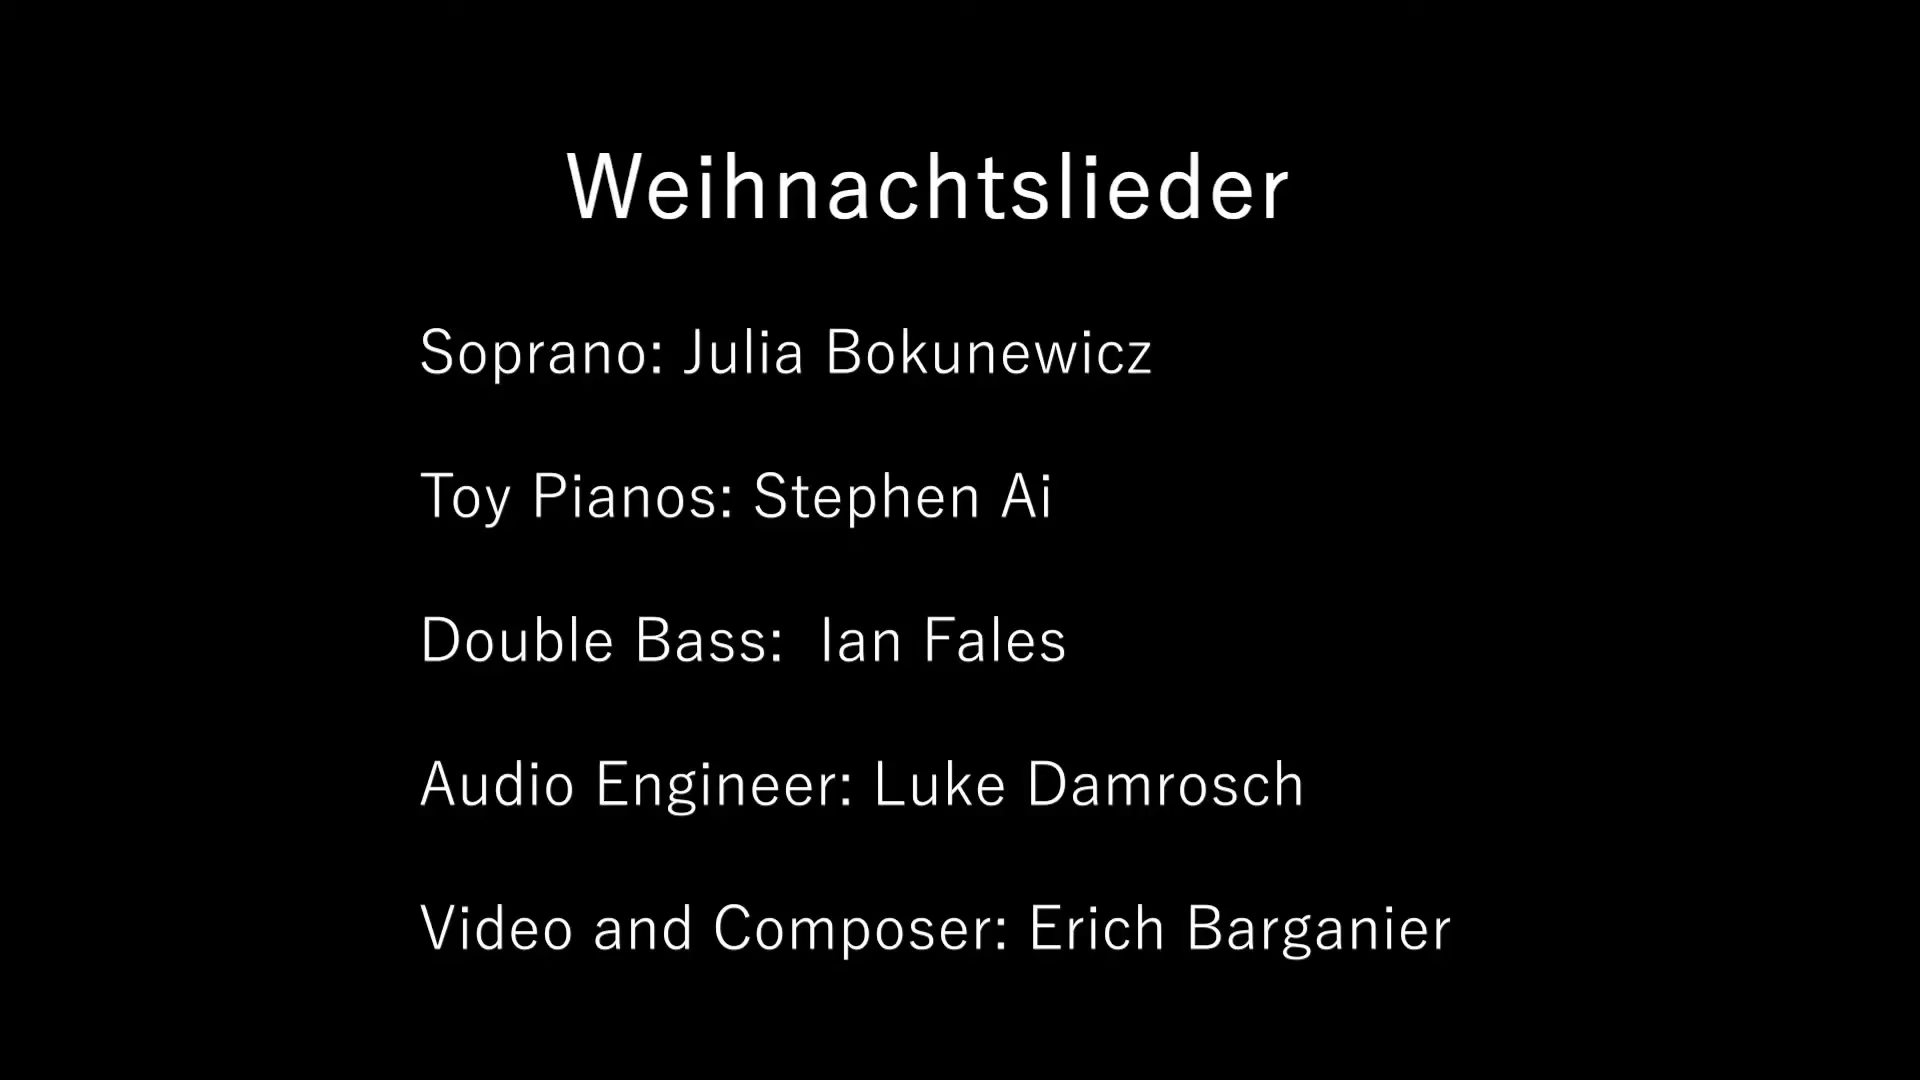 Weihnachtslieder
Soprano: Julia Bokunewicz
Toy Pianos: Stephen Ai
Double Bass:  Ian Fales
Audio Engineer: Luke Damrosch
Video and Composer: Erich Barganier